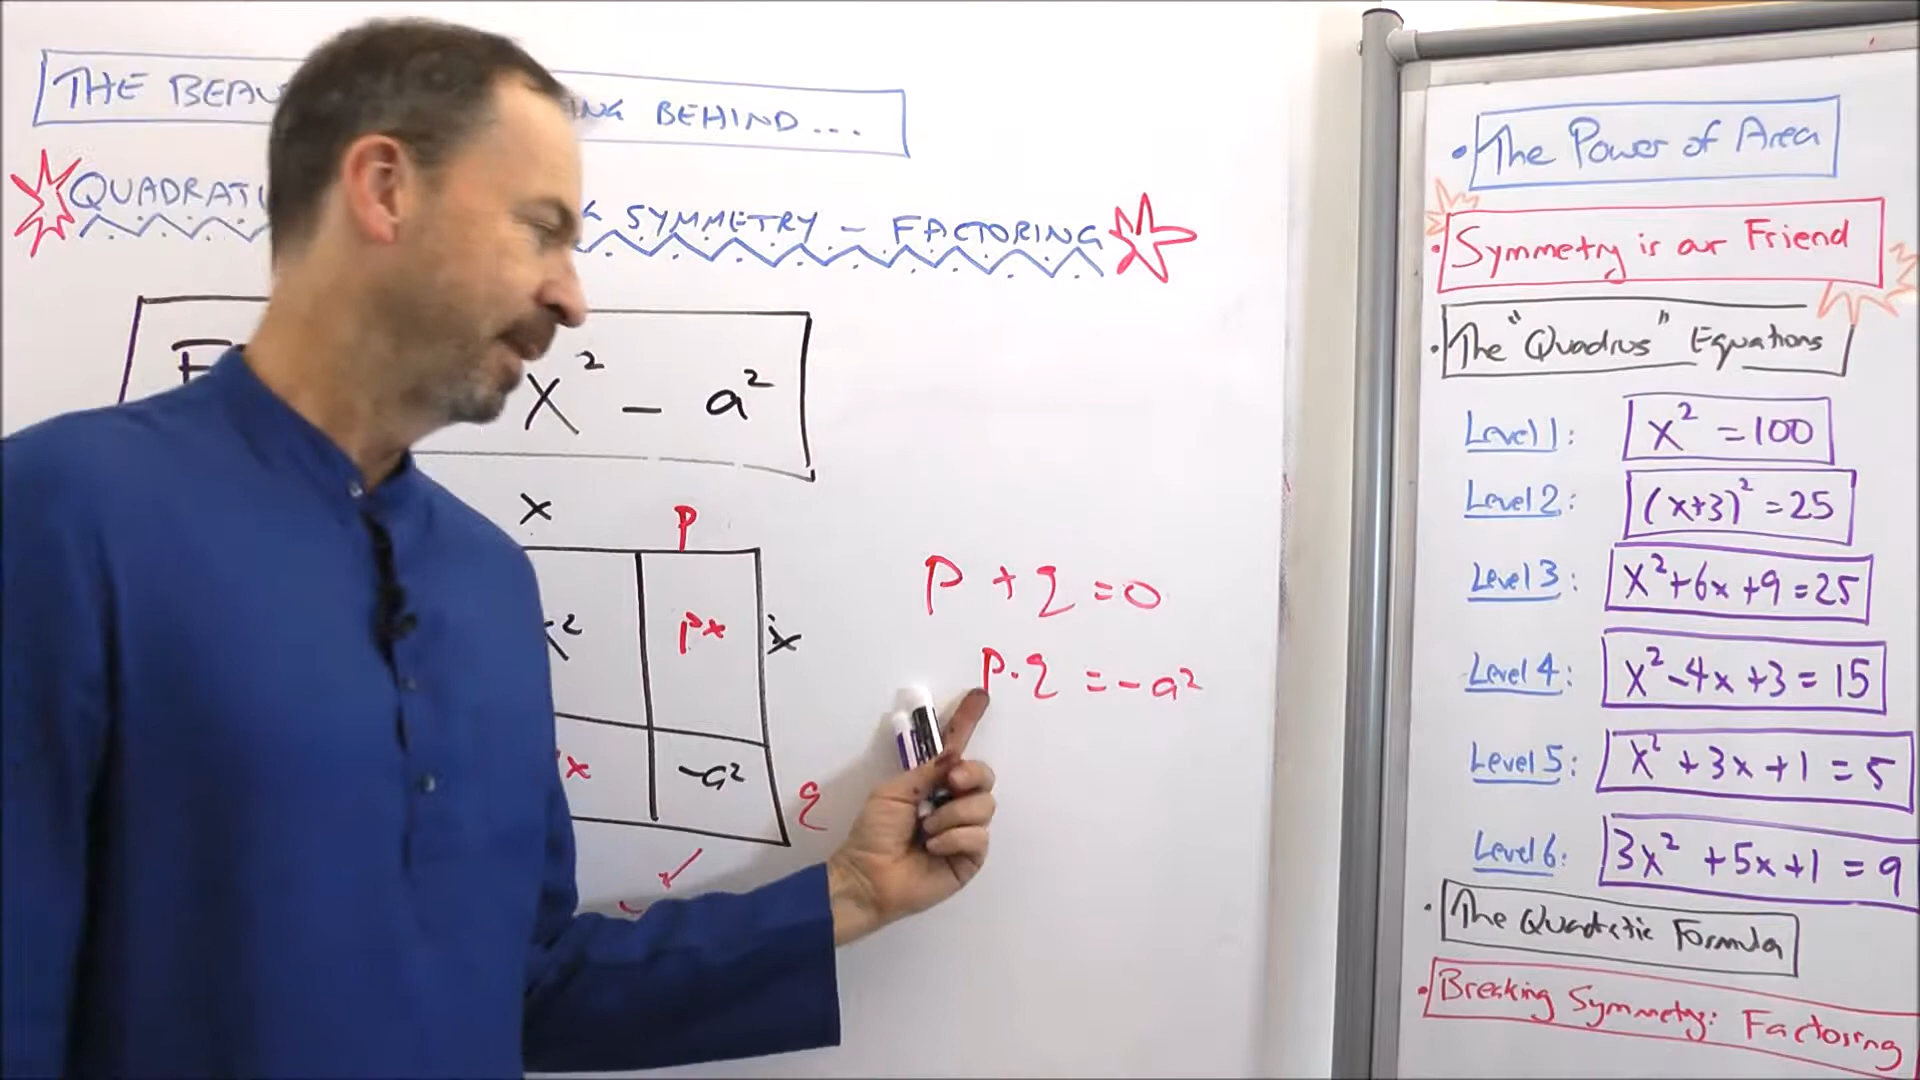 THE BEAU ING BEHIND...
QUADRATI SYMMETRY - FACTORING
F x² - a²
x
p
x² px x
x -a²
q
p + q = 0
p·q = -a²
• The Power of Area
• Symmetry is our Friend
• The "Quadrus" Equations
Level 1: x² = 100
Level 2: (x+3)² = 25
Level 3: x²+6x+9=25
Level 4: x²-4x+3=15
Level 5: x²+3x+1=5
Level 6: 3x²+5x+1=9
• The Quadratic Formula
• Breaking Symmetry: Factoring